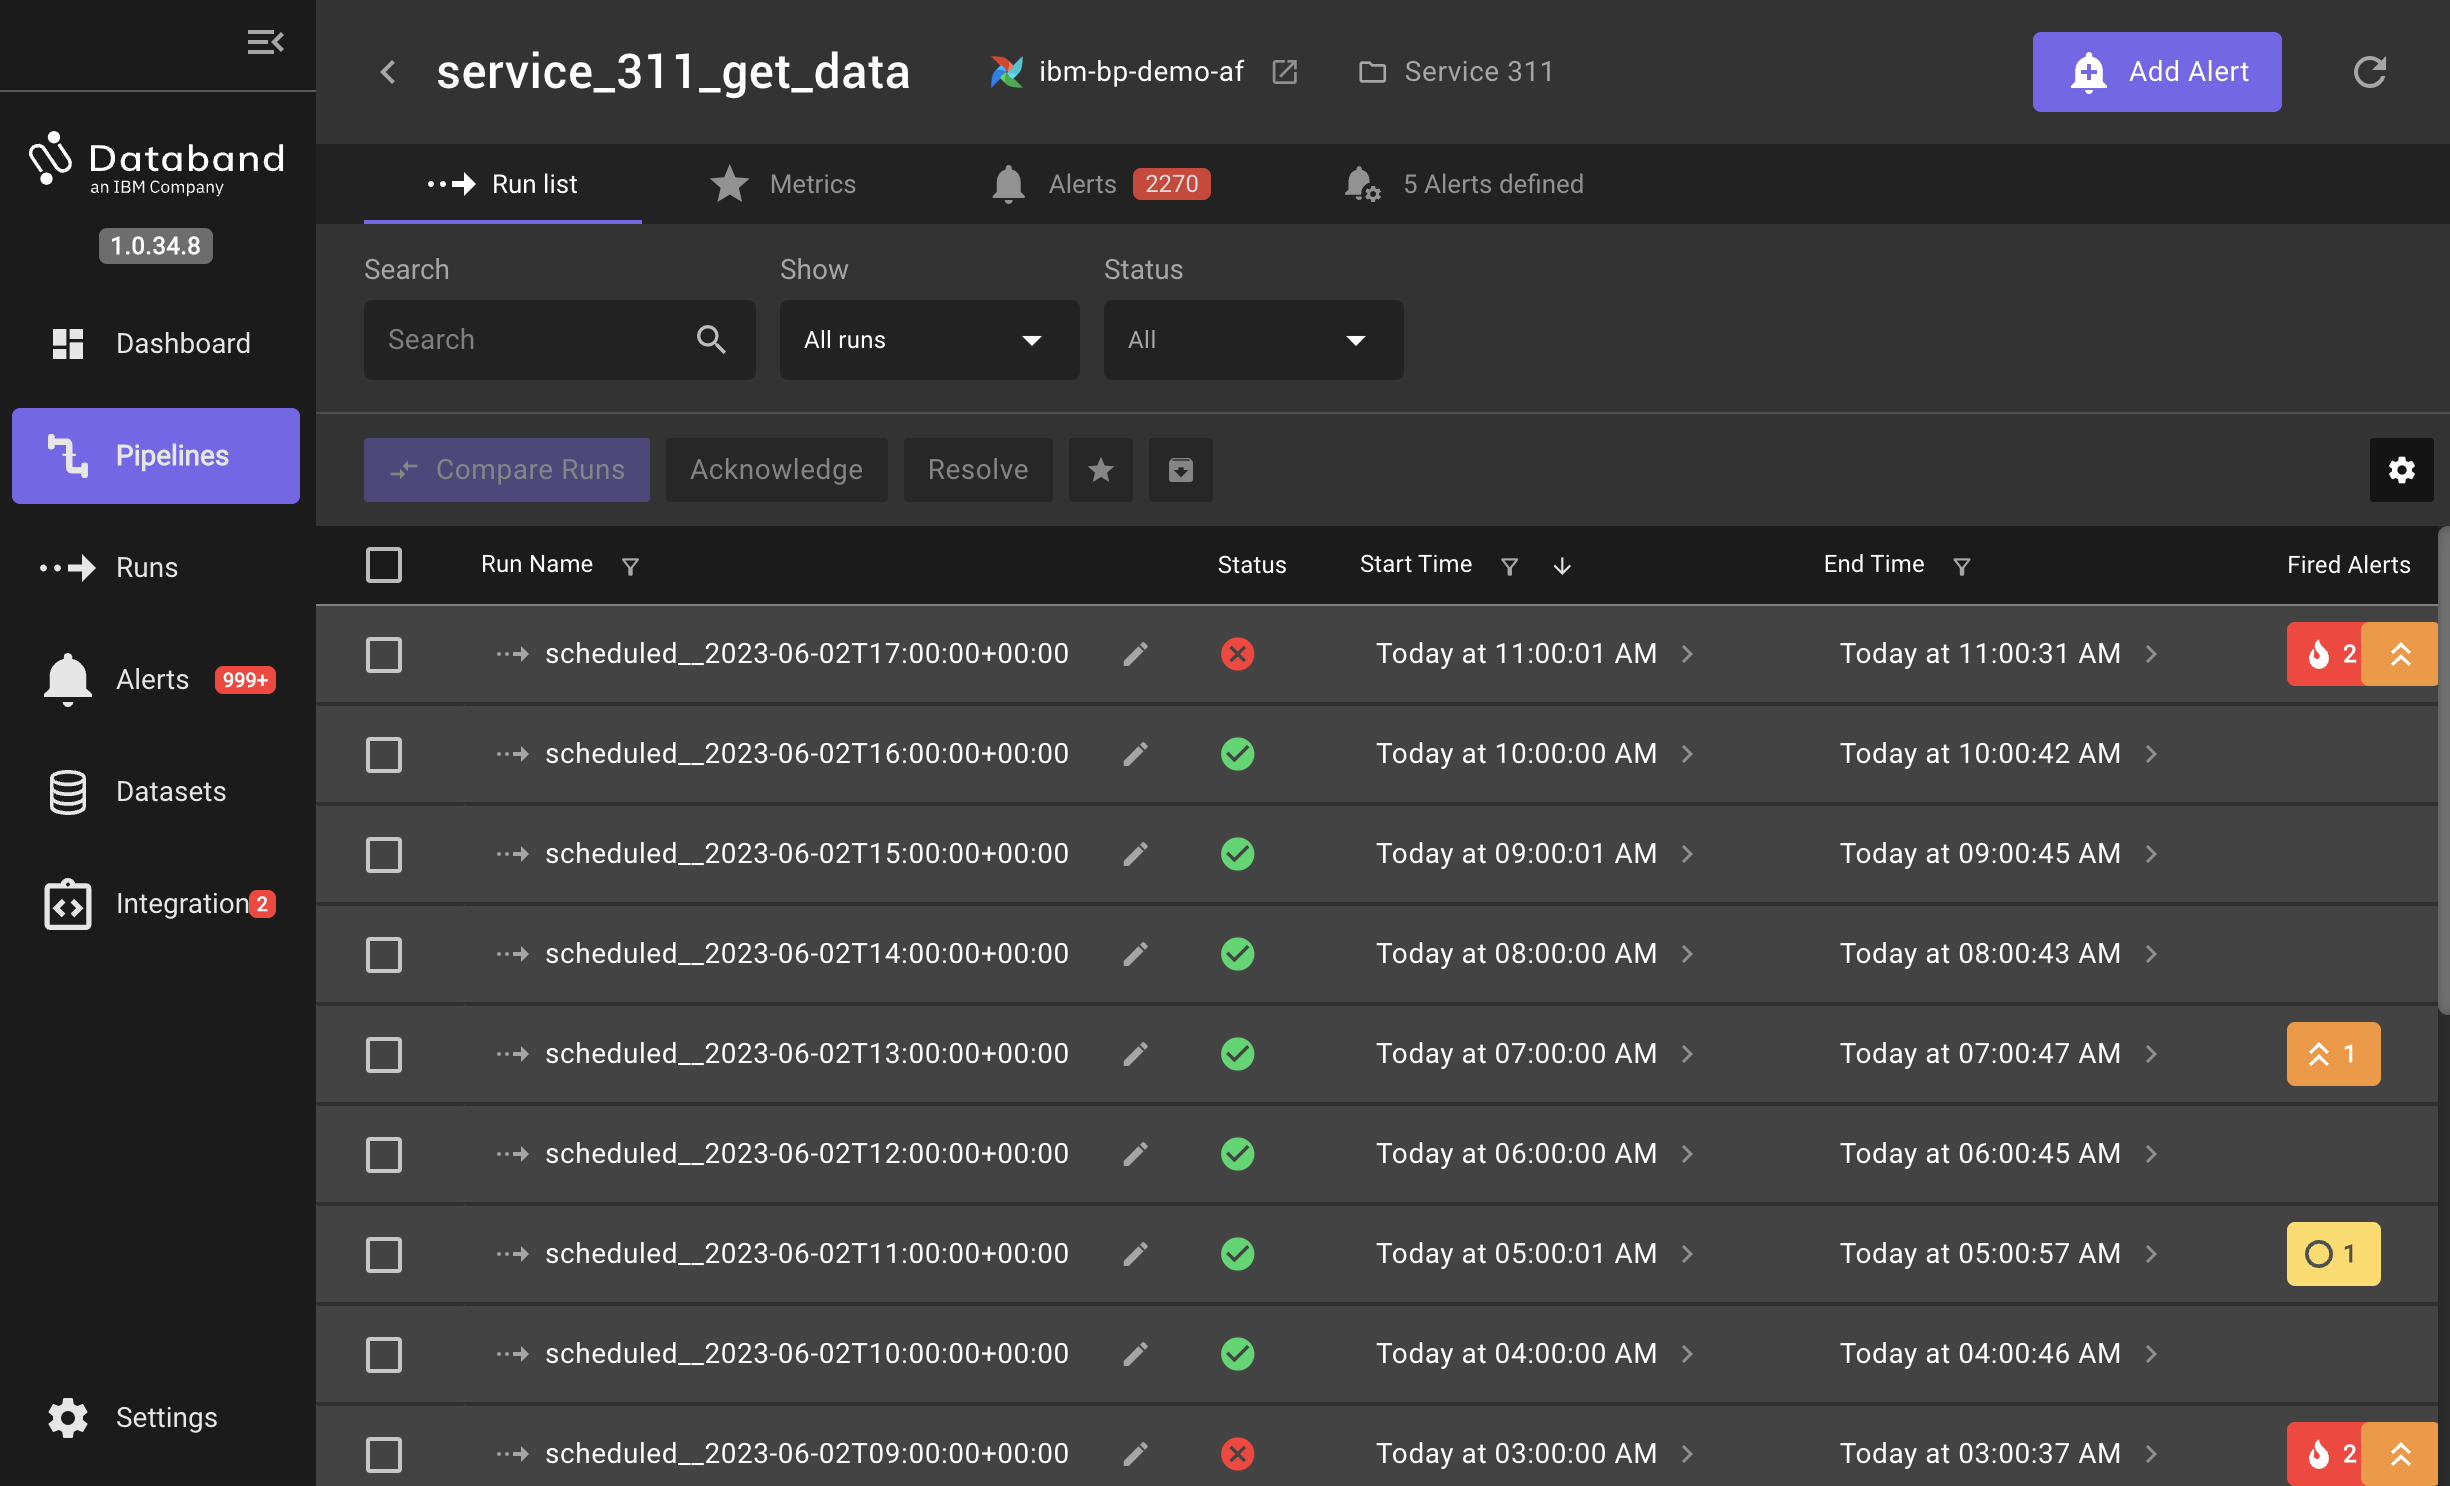 Databand
an IBM Company
1.0.34.8
Dashboard
Pipelines
Runs
Alerts 999+
Datasets
Integration 2
Settings
service_311_get_data ibm-bp-demo-af Service 311 Add Alert
Run list Metrics Alerts 2270 5 Alerts defined
Search Show Status
Search All runs All
Compare Runs Acknowledge Resolve
Run Name Status Start Time End Time Fired Alerts
scheduled__2023-06-02T17:00:00+00:00 Today at 11:00:01 AM Today at 11:00:31 AM 2
scheduled__2023-06-02T16:00:00+00:00 Today at 10:00:00 AM Today at 10:00:42 AM
scheduled__2023-06-02T15:00:00+00:00 Today at 09:00:01 AM Today at 09:00:45 AM
scheduled__2023-06-02T14:00:00+00:00 Today at 08:00:00 AM Today at 08:00:43 AM
scheduled__2023-06-02T13:00:00+00:00 Today at 07:00:00 AM Today at 07:00:47 AM 1
scheduled__2023-06-02T12:00:00+00:00 Today at 06:00:00 AM Today at 06:00:45 AM
scheduled__2023-06-02T11:00:00+00:00 Today at 05:00:01 AM Today at 05:00:57 AM 1
scheduled__2023-06-02T10:00:00+00:00 Today at 04:00:00 AM Today at 04:00:46 AM
scheduled__2023-06-02T09:00:00+00:00 Today at 03:00:00 AM Today at 03:00:37 AM 2